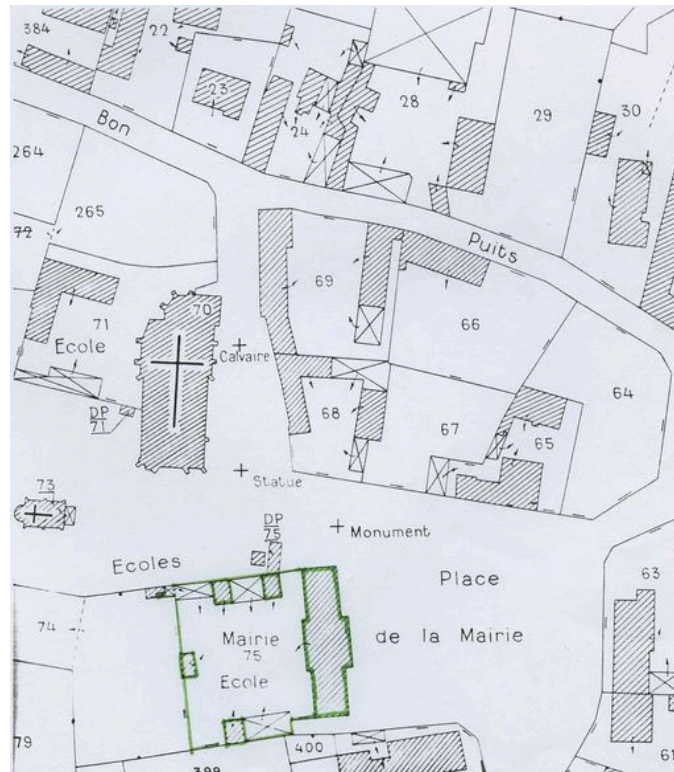 384
22
23
24
28
29
30
Bon
Puits
264
265
72
69
66
64
70
71
Ecole
Calvaire
68
67
65
DP
71
Statue
73
DP
75
Monument
Ecoles
Place
de la Mairie
63
74
Mairie
75
Ecole
79
400
399
61